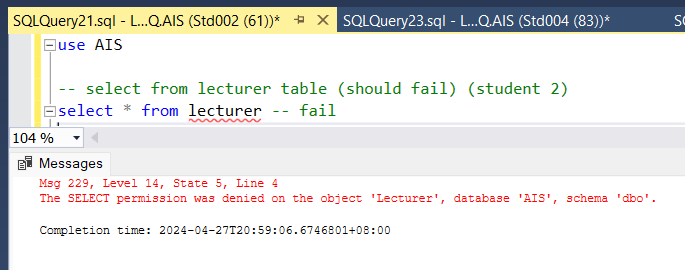 SQLQuery21.sql - L...Q.AIS (Std002 (61))* SQLQuery23.sql - L...Q.AIS (Std004 (83))* S
use AIS
-- select from lecturer table (should fail) (student 2)
select * from lecturer -- fail
104 %
Messages
Msg 229, Level 14, State 5, Line 4
The SELECT permission was denied on the object 'Lecturer', database 'AIS', schema 'dbo'.
Completion time: 2024-04-27T20:59:06.6746801+08:00